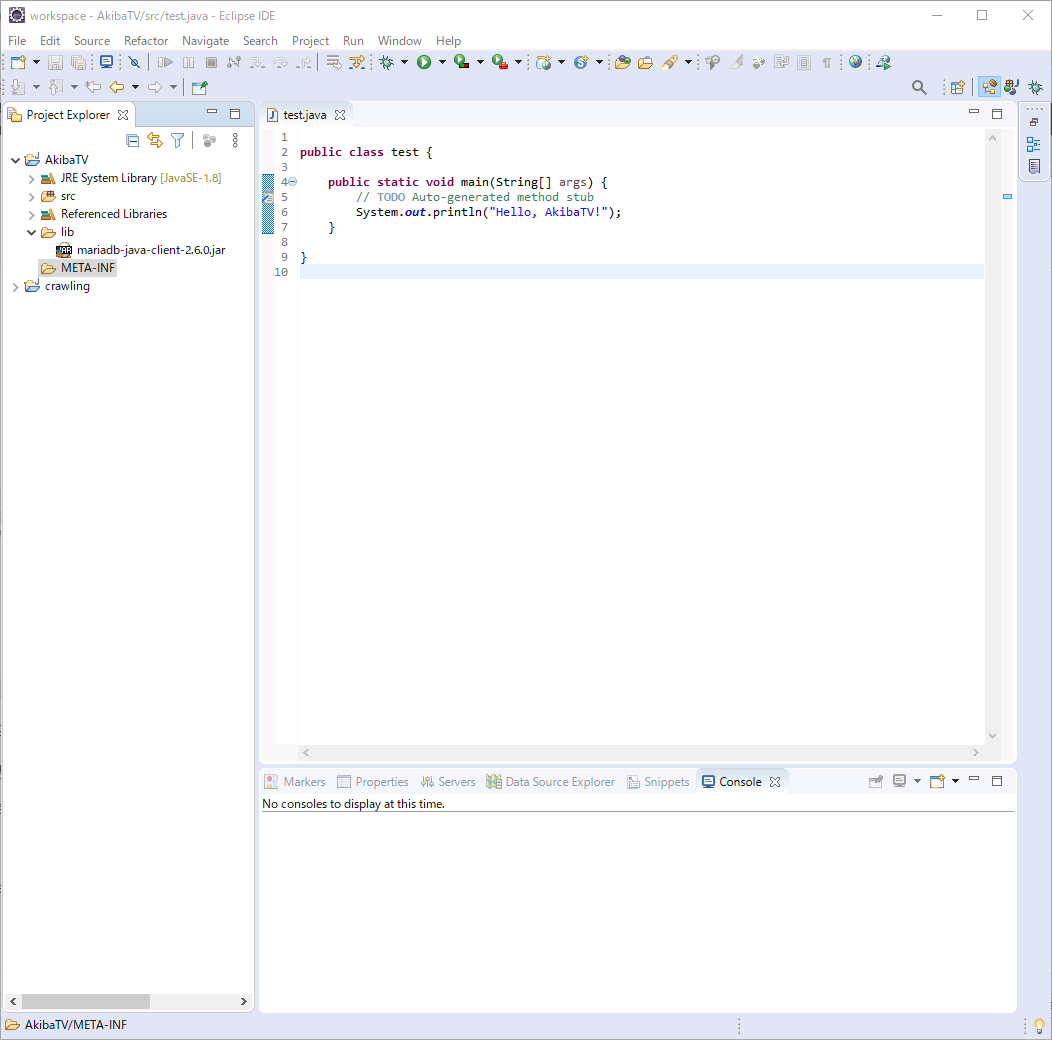 workspace - AkibaTV/src/test.java - Eclipse IDE
File Edit Source Refactor Navigate Search Project Run Window Help
Project Explorer
AkibaTV
JRE System Library [JavaSE-1.8]
src
Referenced Libraries
lib
mariadb-java-client-2.6.0.jar
META-INF
crawling
test.java
1
2 public class test {
3
4 public static void main(String[] args) {
5 // TODO Auto-generated method stub
6 System.out.println("Hello, AkibaTV!");
7 }
8
9 }
10
Markers Properties Servers Data Source Explorer Snippets Console
No consoles to display at this time.
AkibaTV/META-INF